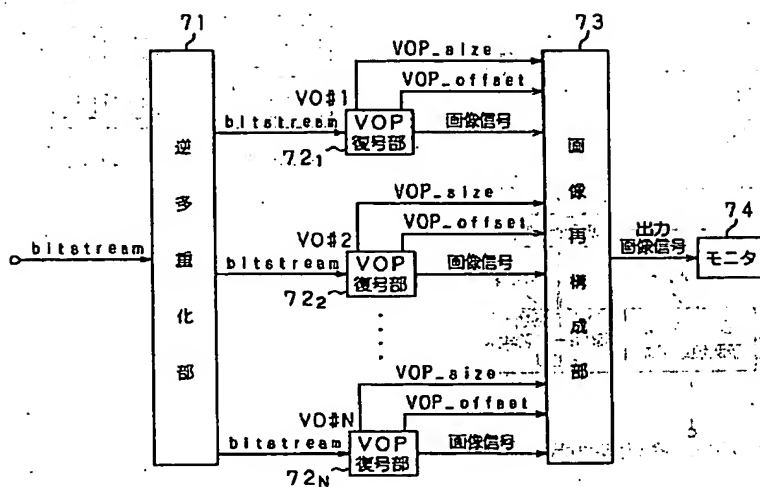 71
73
VOP_size
VOP_offset
VO#1
bitstream
VOP
復号部
画像信号
72₁
逆多重化部
bitstream
VOP_size
VOP_offset
VO#2
bitstream
VOP
復号部
画像信号
72₂
画像再構成部
出力
画像信号
74
モニタ
VOP_size
VOP_offset
VO#N
bitstream
VOP
復号部
画像信号
72N